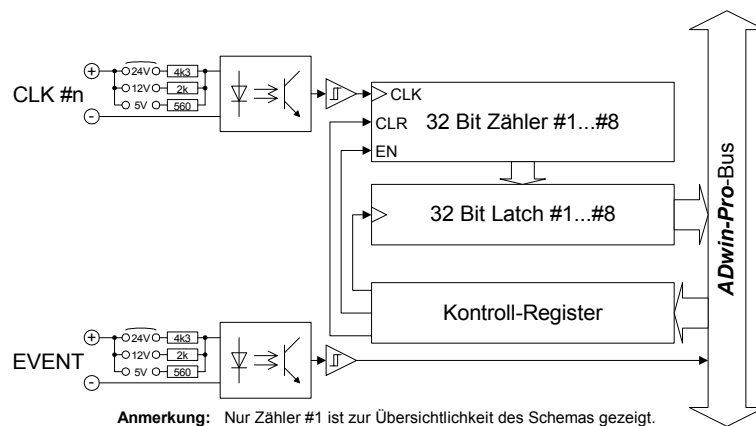 + 24V 4k3
12V 2k
CLK #n
- 5V 560
CLK
CLR
EN
32 Bit Zähler #1...#8
32 Bit Latch #1...#8
Kontroll-Register
ADwin-Pro-Bus
+ 24V 4k3
12V 2k
EVENT
- 5V 560
Anmerkung: Nur Zähler #1 ist zur Übersichtlichkeit des Schemas gezeigt.